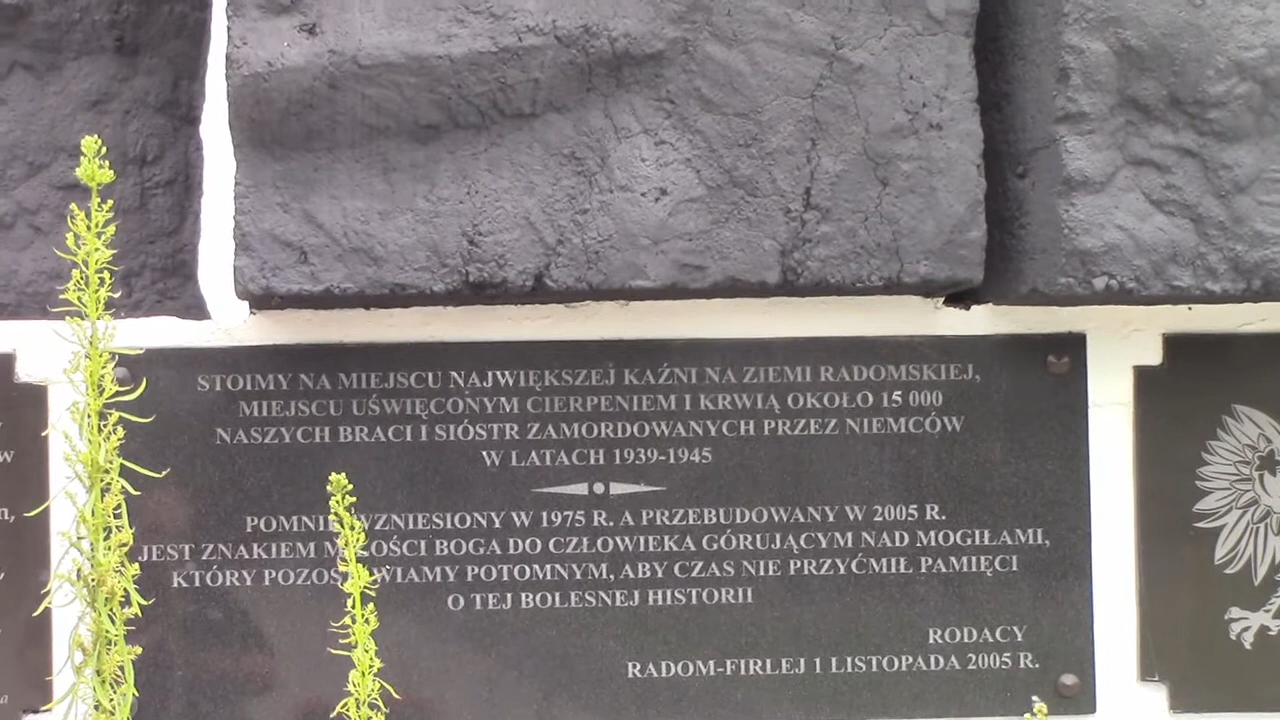 STOIMY NA MIEJSCU NAJWIĘKSZEJ KAŹNI NA ZIEMI RADOMSKIEJ,
MIEJSCU UŚWIĘCONYM CIERPENIEM I KRWIĄ OKOŁO 15 000
NASZYCH BRACI I SIÓSTR ZAMORDOWANYCH PRZEZ NIEMCÓW
W LATACH 1939-1945
POMNIK WZNIESIONY W 1975 R. A PRZEBUDOWANY W 2005 R.
JEST ZNAKIEM MIŁOŚCI BOGA DO CZŁOWIEKA GÓRUJĄCYM NAD MOGIŁAMI,
KTÓRY POZOSTAWIAMY POTOMNYM, ABY CZAS NIE PRZYĆMIŁ PAMIĘCI
O TEJ BOLESNEJ HISTORII
RODACY
RADOM-FIRLEJ 1 LISTOPADA 2005 R.